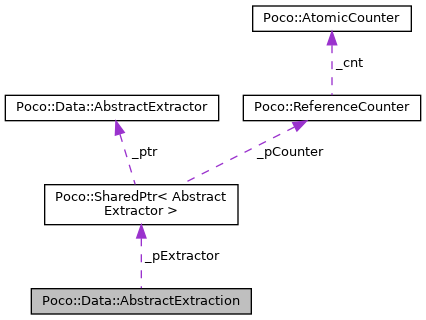 Poco::AtomicCounter
_cnt
Poco::Data::AbstractExtractor
Poco::ReferenceCounter
_ptr
_pCounter
Poco::SharedPtr< Abstract
Extractor >
_pExtractor
Poco::Data::AbstractExtraction